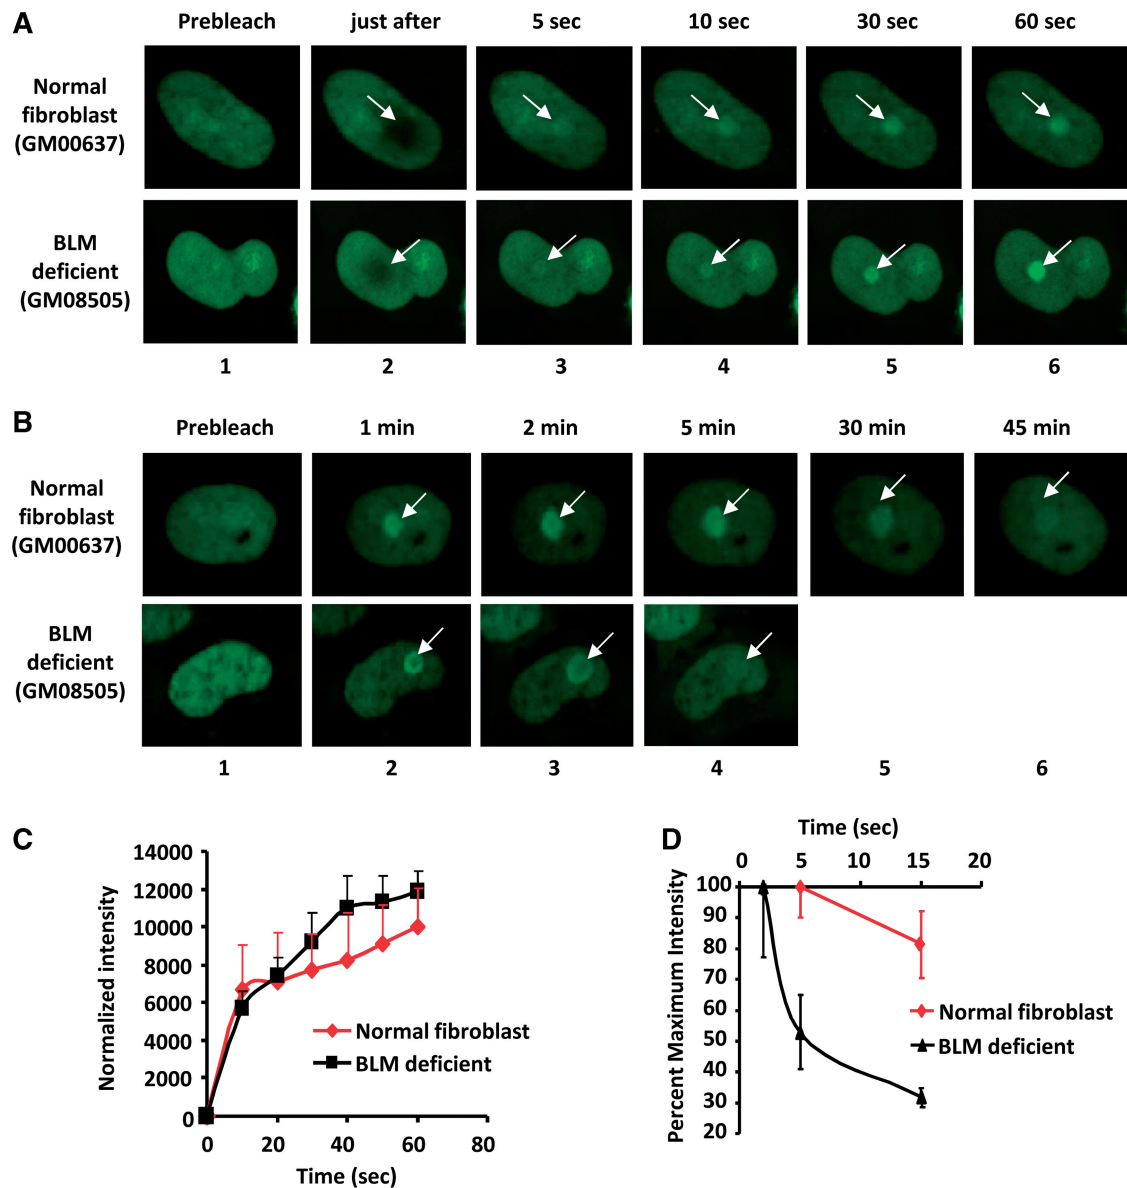 A
Prebleach just after 5 sec 10 sec 30 sec 60 sec
Normal
fibroblast
(GM00637)
BLM
deficient
(GM08505)
1 2 3 4 5 6
B
Prebleach 1 min 2 min 5 min 30 min 45 min
Normal
fibroblast
(GM00637)
BLM
deficient
(GM08505)
1 2 3 4 5 6
C
Normalized intensity
14000
12000
10000
8000
6000
4000
2000
0
0 20 40 60 80
Time (sec)
Normal fibroblast
BLM deficient
D
Time (sec)
0 5 10 15 20
Percent Maximum Intensity
100
90
80
70
60
50
40
30
20
Normal fibroblast
BLM deficient